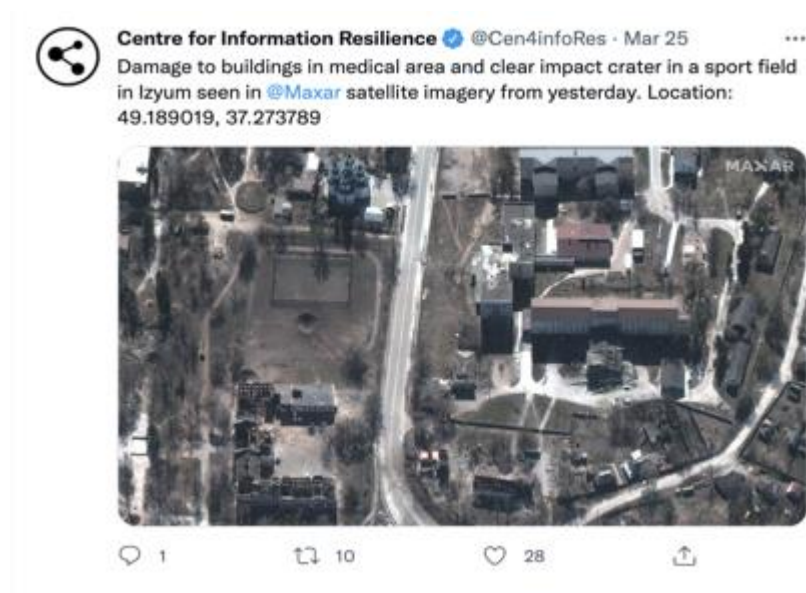 Centre for Information Resilience @Cen4infoRes · Mar 25
Damage to buildings in medical area and clear impact crater in a sport field
in Izyum seen in @Maxar satellite imagery from yesterday. Location:
49.189019, 37.273789
MAXAR
1 10 28